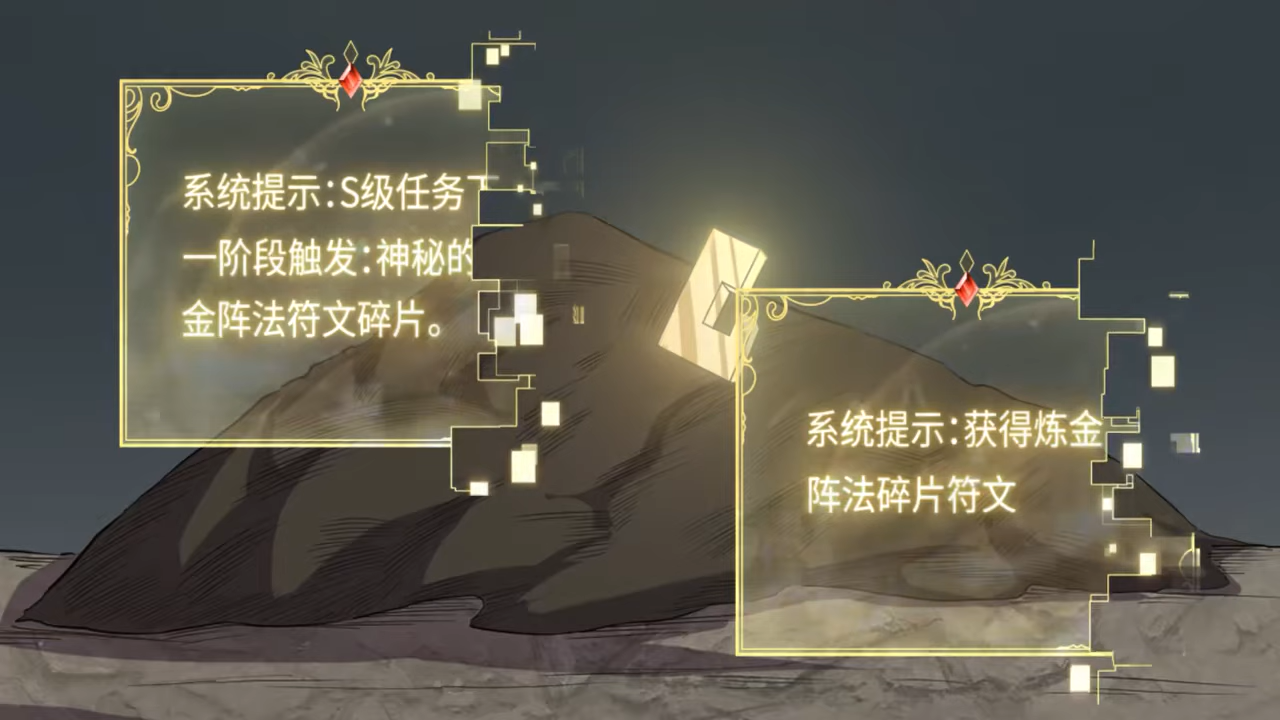 系统提示:S级任务下
一阶段触发:神秘的
金阵法符文碎片。
系统提示:获得炼金
阵法碎片符文